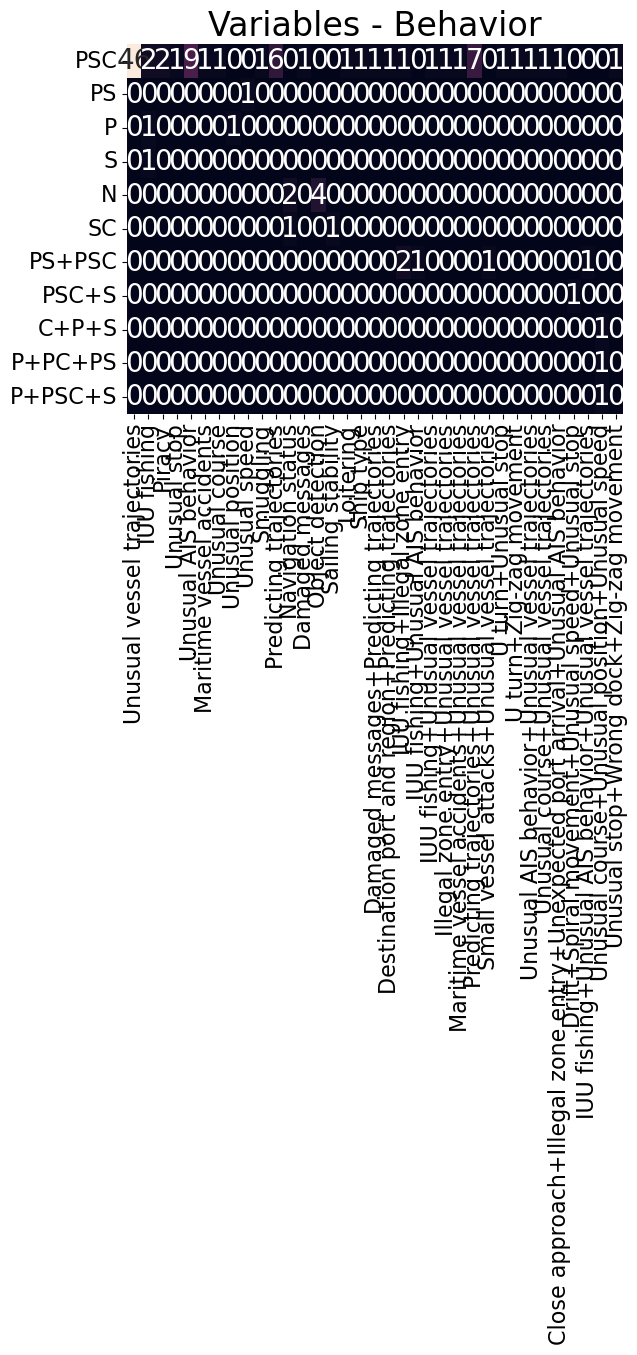 Variables - Behavior
PSC 46 2 2 1 9 1 1 0 0 1 6 0 1 0 0 1 1 1 1 1 0 1 1 1 7 0 1 1 1 1 1 0 0 0 1
PS 0 0 0 0 0 0 0 0 1 0 0 0 0 0 0 0 0 0 0 0 0 0 0 0 0 0 0 0 0 0 0 0 0 0 0
P 0 1 0 0 0 0 0 1 0 0 0 0 0 0 0 0 0 0 0 0 0 0 0 0 0 0 0 0 0 0 0 0 0 0 0
S 0 1 0 0 0 0 0 0 0 0 0 0 0 0 0 0 0 0 0 0 0 0 0 0 0 0 0 0 0 0 0 0 0 0 0
N 0 0 0 0 0 0 0 0 0 0 0 2 0 4 0 0 0 0 0 0 0 0 0 0 0 0 0 0 0 0 0 0 0 0 0
SC 0 0 0 0 0 0 0 0 0 0 0 1 0 0 1 0 0 0 0 0 0 0 0 0 0 0 0 0 0 0 0 0 0 0 0
PS+PSC 0 0 0 0 0 0 0 0 0 0 0 0 0 0 0 0 0 0 0 2 1 0 0 0 0 1 0 0 0 0 0 0 1 0 0
PSC+S 0 0 0 0 0 0 0 0 0 0 0 0 0 0 0 0 0 0 0 0 0 0 0 0 0 0 0 0 0 0 0 1 0 0 0
C+P+S 0 0 0 0 0 0 0 0 0 0 0 0 0 0 0 0 0 0 0 0 0 0 0 0 0 0 0 0 0 0 0 0 0 1 0
P+PC+PS 0 0 0 0 0 0 0 0 0 0 0 0 0 0 0 0 0 0 0 0 0 0 0 0 0 0 0 0 0 0 0 0 0 1 0
P+PSC+S 0 0 0 0 0 0 0 0 0 0 0 0 0 0 0 0 0 0 0 0 0 0 0 0 0 0 0 0 0 0 0 0 0 1 0
Unusual vessel trajectories
IUU fishing
Piracy
Unusual stop
Unusual AIS behavior
Maritime vessel accidents
Unusual course
Unusual position
Unusual speed
Smuggling
Predicting trajectories
Navigation status
Damaged messages
Object detection
Sailing stability
Loitering
Ship type
Damaged messages+Predicting trajectories
Destination port and region+Predicting trajectories
IUU fishing+Illegal zone entry
IUU fishing+Unusual AIS behavior
IUU fishing+Unusual vessel trajectories
Illegal zone entry+Unusual vessel trajectories
Maritime vessel accidents+Unusual vessel trajectories
Predicting trajectories+Unusual vessel trajectories
Small vessel attacks+Unusual vessel trajectories
U turn+Unusual stop
U turn+Zig-zag movement
Unusual AIS behavior+Unusual vessel trajectories
Unusual course+Unusual vessel trajectories
Close approach+Illegal zone entry+Unexpected port arrival+Unusual AIS behavior
Drift+Spiral movement+Unusual speed+Unusual stop
IUU fishing+Unusual AIS behavior+Unusual vessel trajectories
Unusual course+Unusual position+Unusual speed
Unusual stop+Wrong dock+Zig-zag movement